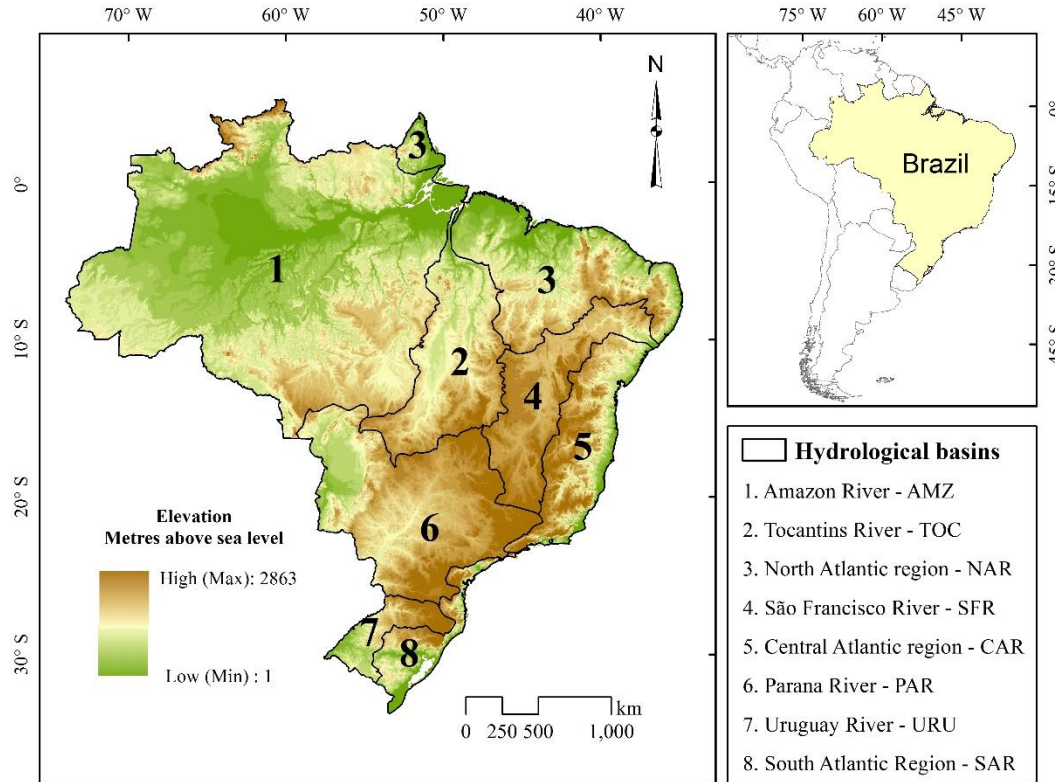 70° W 60° W 50° W 40° W
N
0°
10° S
20° S
30° S
3
1
3
2
4
5
6
7
8
Elevation
Metres above sea level
High (Max): 2863
Low (Min) : 1
km
0 250 500 1,000
75° W 60° W 45° W
0°
15° S
20° S
45° S
Brazil
Hydrological basins
1. Amazon River - AMZ
2. Tocantins River - TOC
3. North Atlantic region - NAR
4. São Francisco River - SFR
5. Central Atlantic region - CAR
6. Parana River - PAR
7. Uruguay River - URU
8. South Atlantic Region - SAR